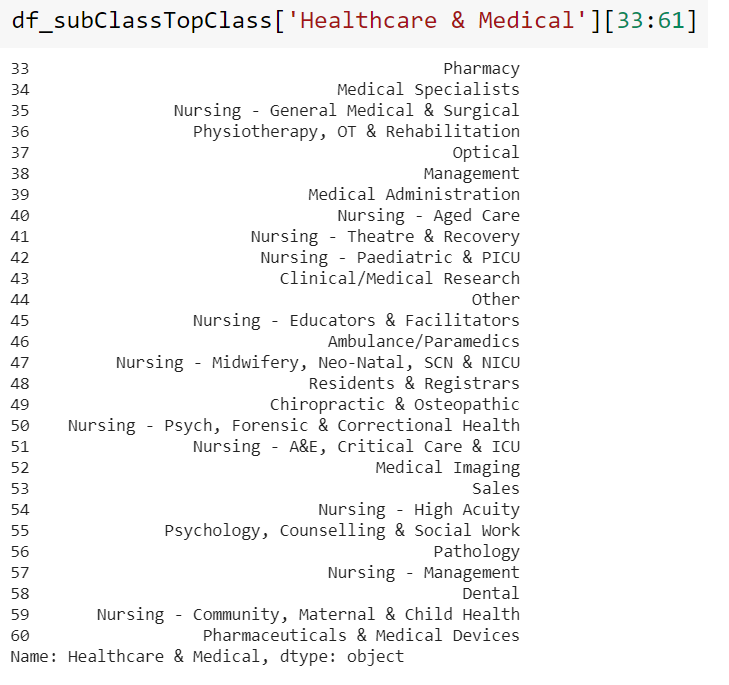 df_subClassTopClass['Healthcare & Medical'][33:61]
33 Pharmacy
34 Medical Specialists
35 Nursing - General Medical & Surgical
36 Physiotherapy, OT & Rehabilitation
37 Optical
38 Management
39 Medical Administration
40 Nursing - Aged Care
41 Nursing - Theatre & Recovery
42 Nursing - Paediatric & PICU
43 Clinical/Medical Research
44 Other
45 Nursing - Educators & Facilitators
46 Ambulance/Paramedics
47 Nursing - Midwifery, Neo-Natal, SCN & NICU
48 Residents & Registrars
49 Chiropractic & Osteopathic
50 Nursing - Psych, Forensic & Correctional Health
51 Nursing - A&E, Critical Care & ICU
52 Medical Imaging
53 Sales
54 Nursing - High Acuity
55 Psychology, Counselling & Social Work
56 Pathology
57 Nursing - Management
58 Dental
59 Nursing - Community, Maternal & Child Health
60 Pharmaceuticals & Medical Devices
Name: Healthcare & Medical, dtype: object